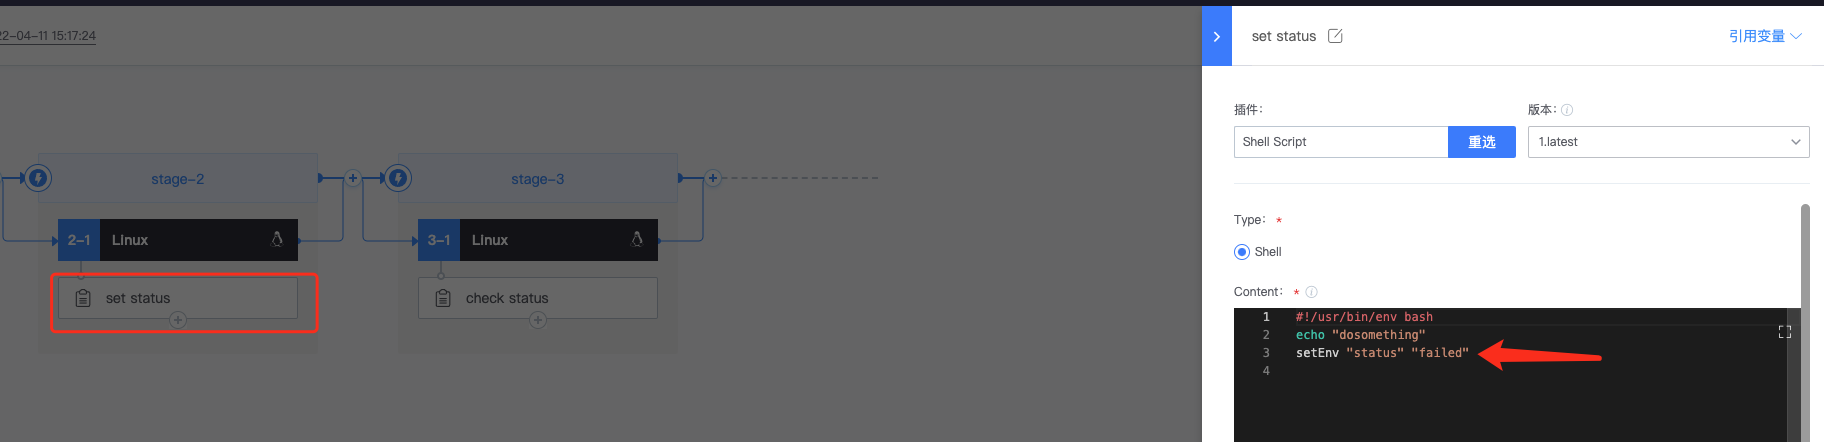 22-04-11 15:17:24
set status
引用变量
插件：
版本：
Shell Script
重选
1.latest
stage-2
stage-3
2-1
Linux
3-1
Linux
set status
check status
Type： *
Shell
Content： *
1 #!/usr/bin/env bash
2 echo "dosomething"
3 setEnv "status" "failed"
4